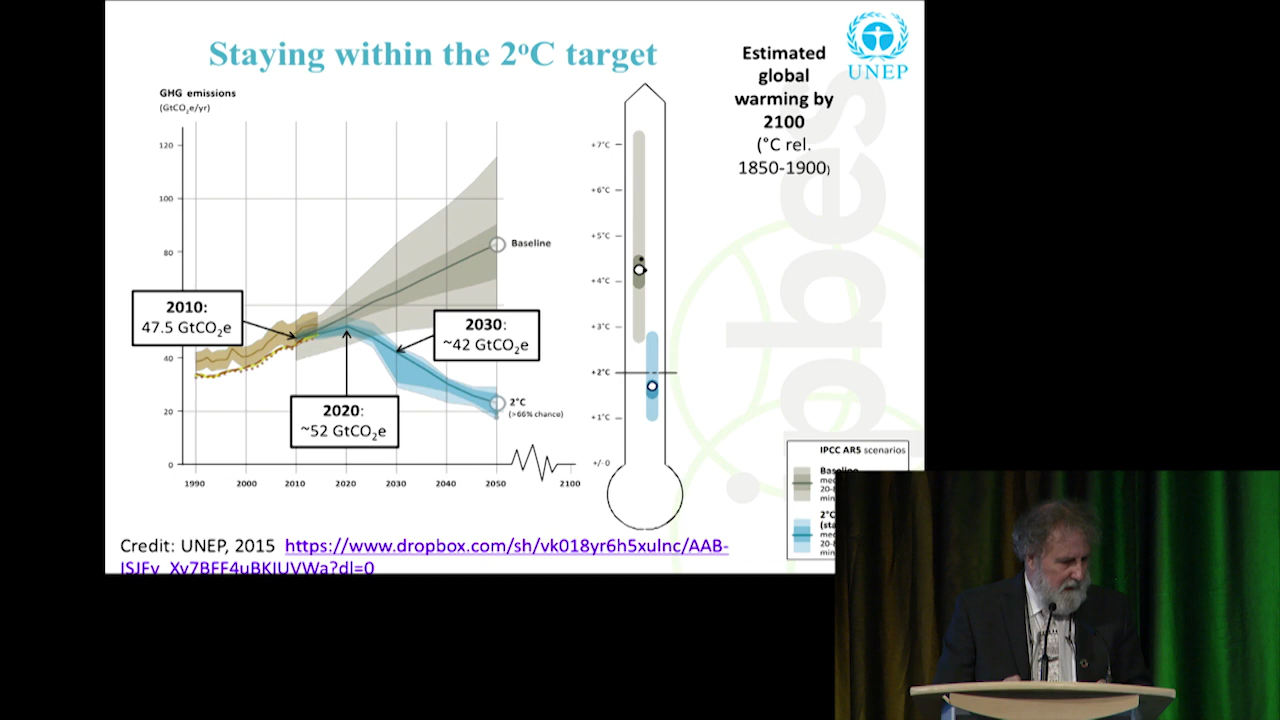 Staying within the 2°C target
UNEP
Estimated
global
warming by
2100
(°C rel.
1850-1900)
GHG emissions
(GtCO₂e/yr)
120
100
80
40
20
0
1990
2000
2010
2020
2030
2040
2050
2100
Baseline
2°C
(>66% chance)
2010:
47.5 GtCO₂e
2020:
~52 GtCO₂e
2030:
~42 GtCO₂e
+7°C
+6°C
+5°C
+4°C
+3°C
+2°C
+1°C
+/-0
ipbes
IPCC AR5 scenarios
Baseline
2°C
Credit: UNEP, 2015 https://www.dropbox.com/sh/vk018yr6h5xulnc/AAB-